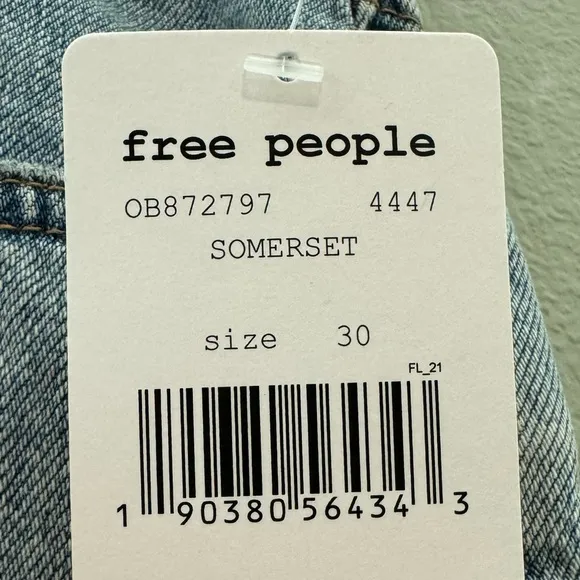 free people
OB872797 4447
SOMERSET
size 30
FL_21
1 90380 56434 3